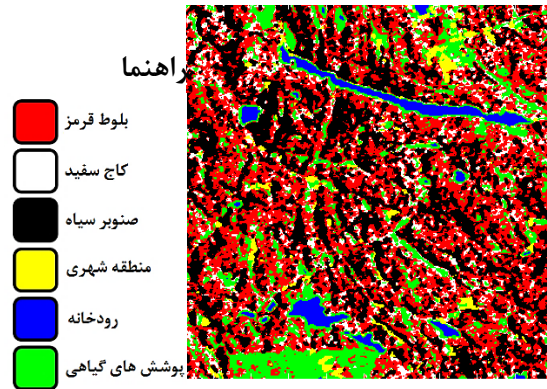 راهنما
بلوط قرمز
کاج سفید
صنوبر سیاه
منطقه شهری
رودخانه
پوشش های گیاهی